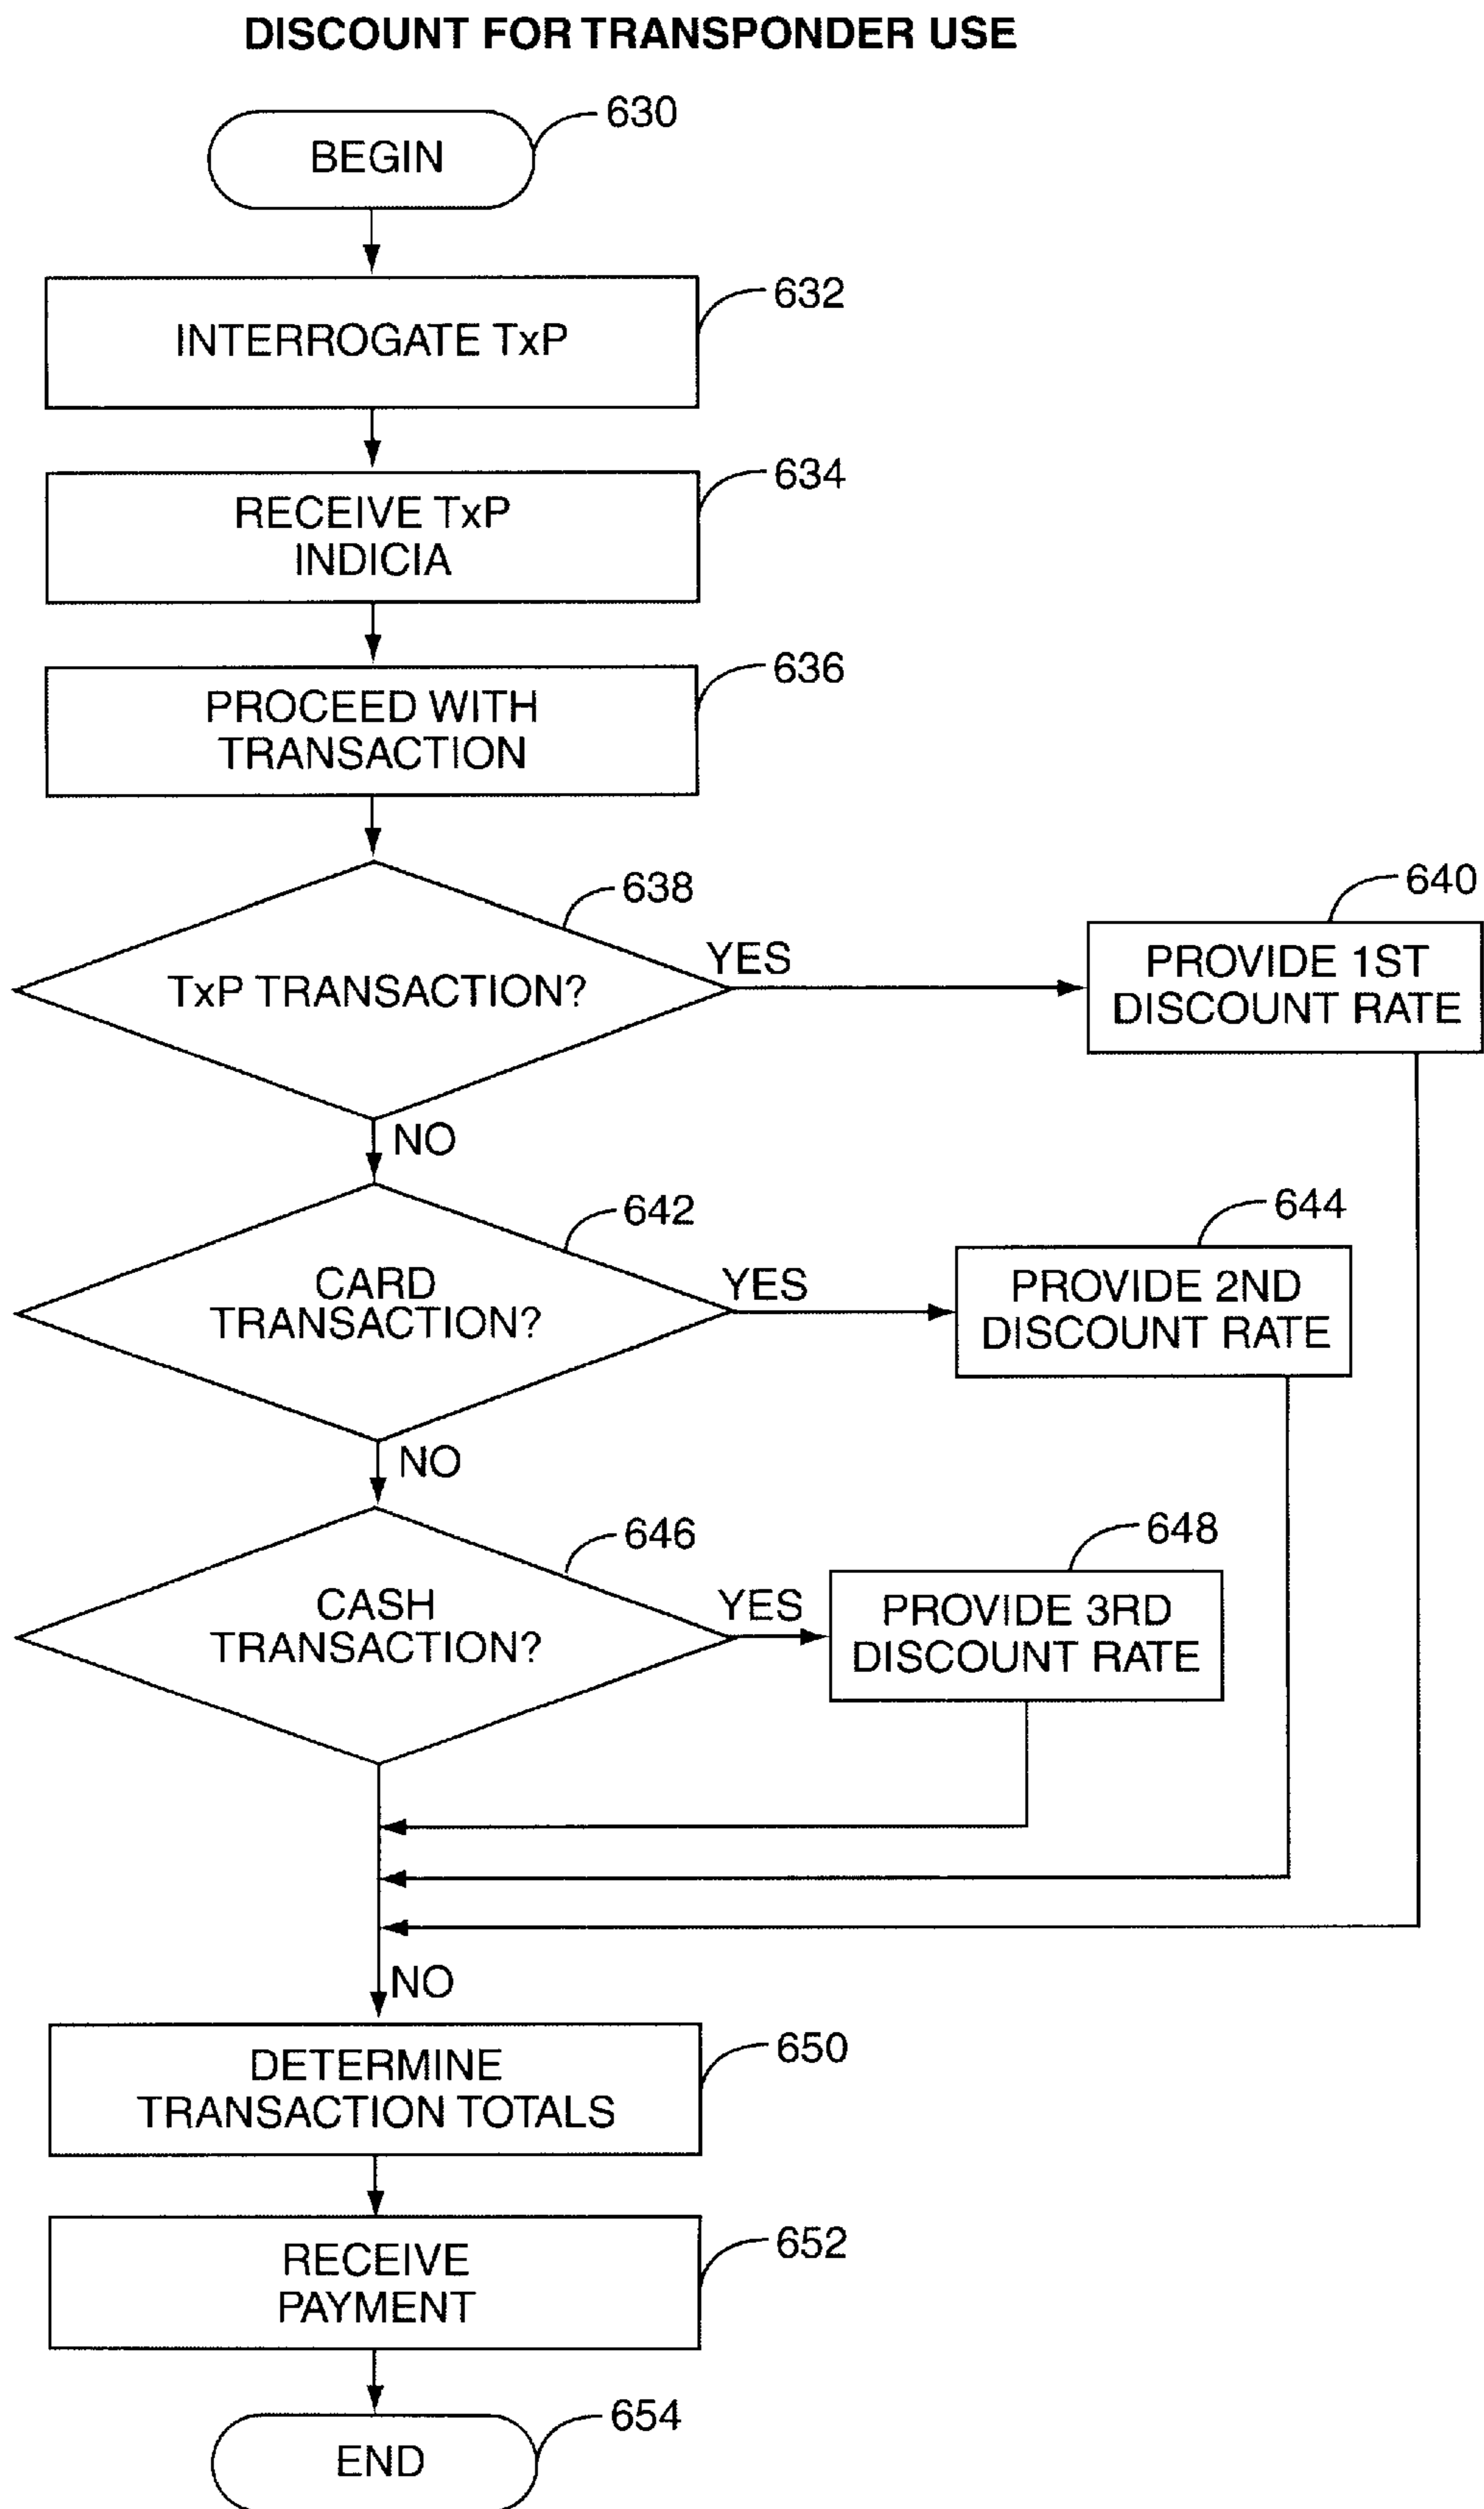 DISCOUNT FOR TRANSPONDER USE
BEGIN
630
INTERROGATE TxP
632
RECEIVE TxP
INDICIA
634
PROCEED WITH
TRANSACTION
636
TxP TRANSACTION?
638
YES
PROVIDE 1ST
DISCOUNT RATE
640
NO
CARD
TRANSACTION?
642
YES
PROVIDE 2ND
DISCOUNT RATE
644
NO
CASH
TRANSACTION?
646
YES
PROVIDE 3RD
DISCOUNT RATE
648
NO
DETERMINE
TRANSACTION TOTALS
650
RECEIVE
PAYMENT
652
END
654